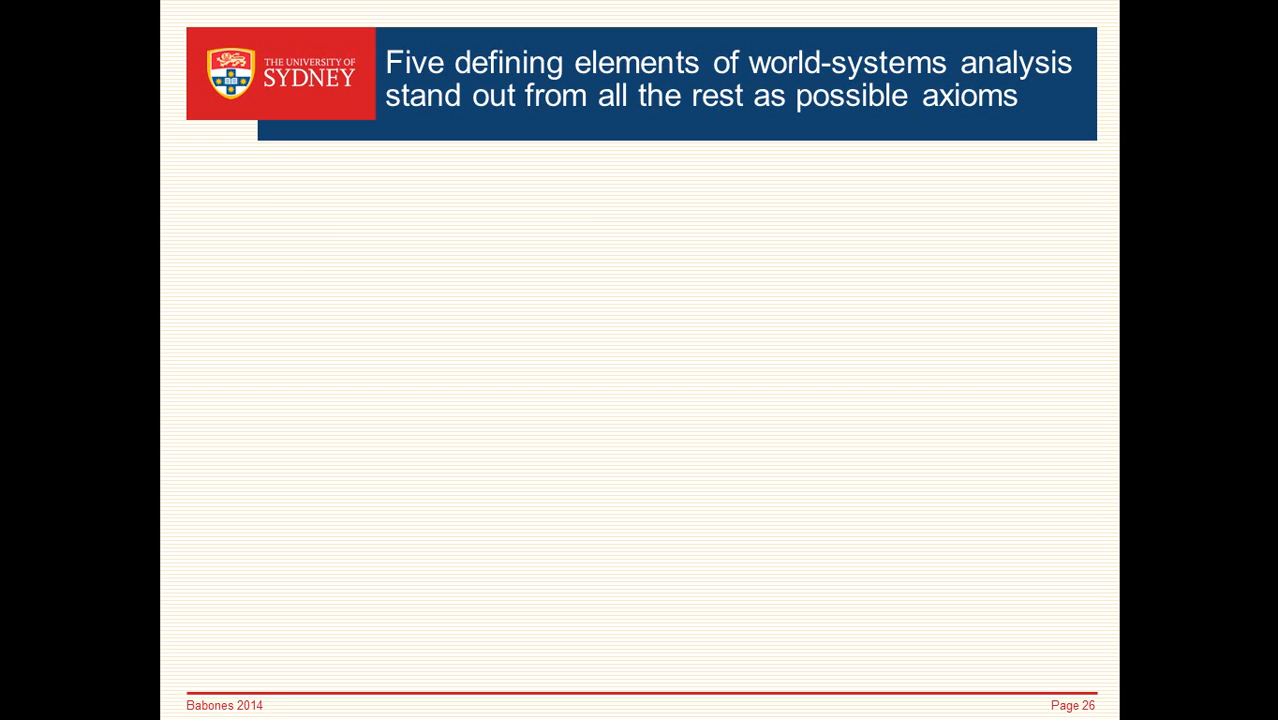 THE UNIVERSITY OF
SYDNEY
Five defining elements of world-systems analysis
stand out from all the rest as possible axioms
Babones 2014
Page 26